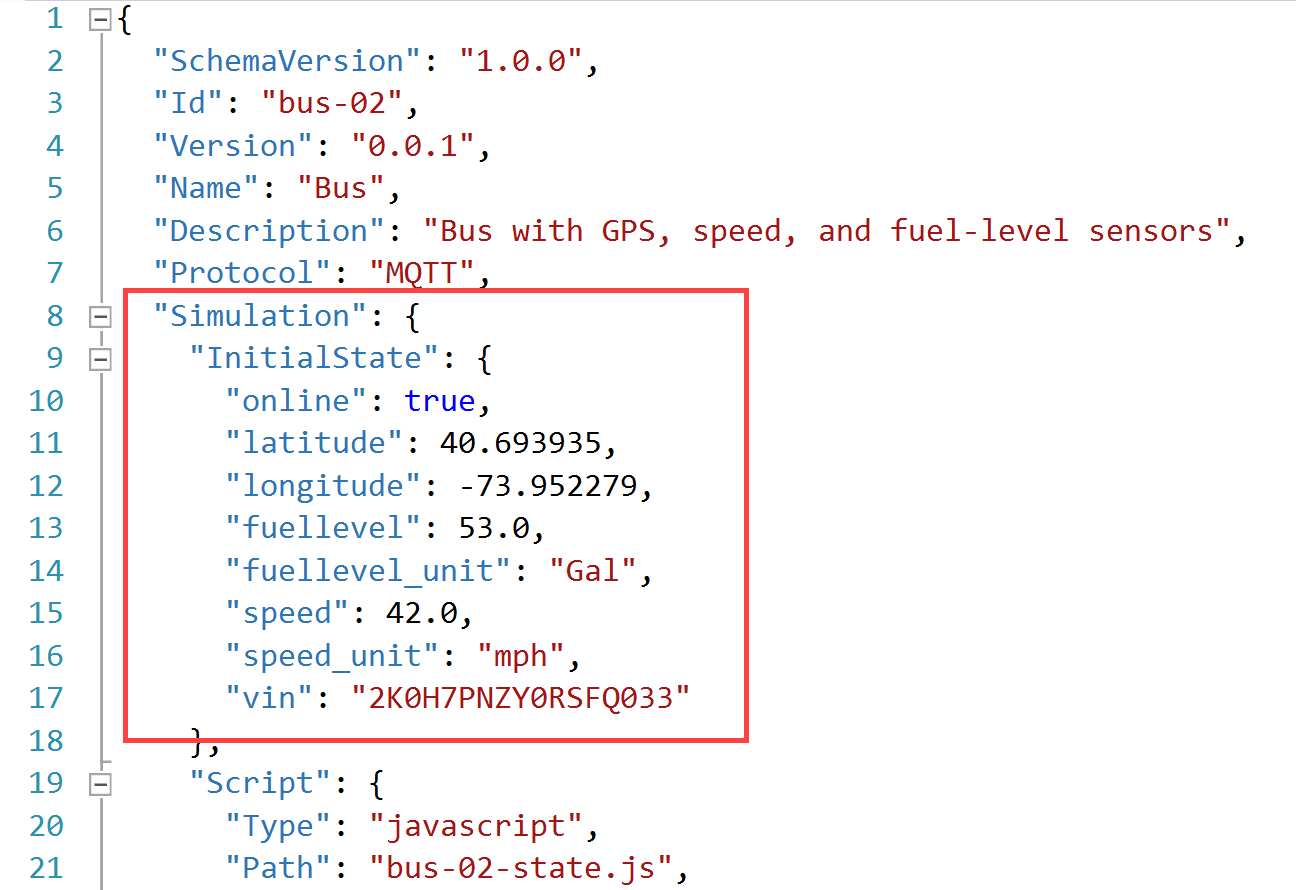 1 {
2 "SchemaVersion": "1.0.0",
3 "Id": "bus-02",
4 "Version": "0.0.1",
5 "Name": "Bus",
6 "Description": "Bus with GPS, speed, and fuel-level sensors",
7 "Protocol": "MQTT",
8 "Simulation": {
9 "InitialState": {
10 "online": true,
11 "latitude": 40.693935,
12 "longitude": -73.952279,
13 "fuellevel": 53.0,
14 "fuellevel_unit": "Gal",
15 "speed": 42.0,
16 "speed_unit": "mph",
17 "vin": "2K0H7PNZY0RSFQ033"
18 },
19 "Script": {
20 "Type": "javascript",
21 "Path": "bus-02-state.js",